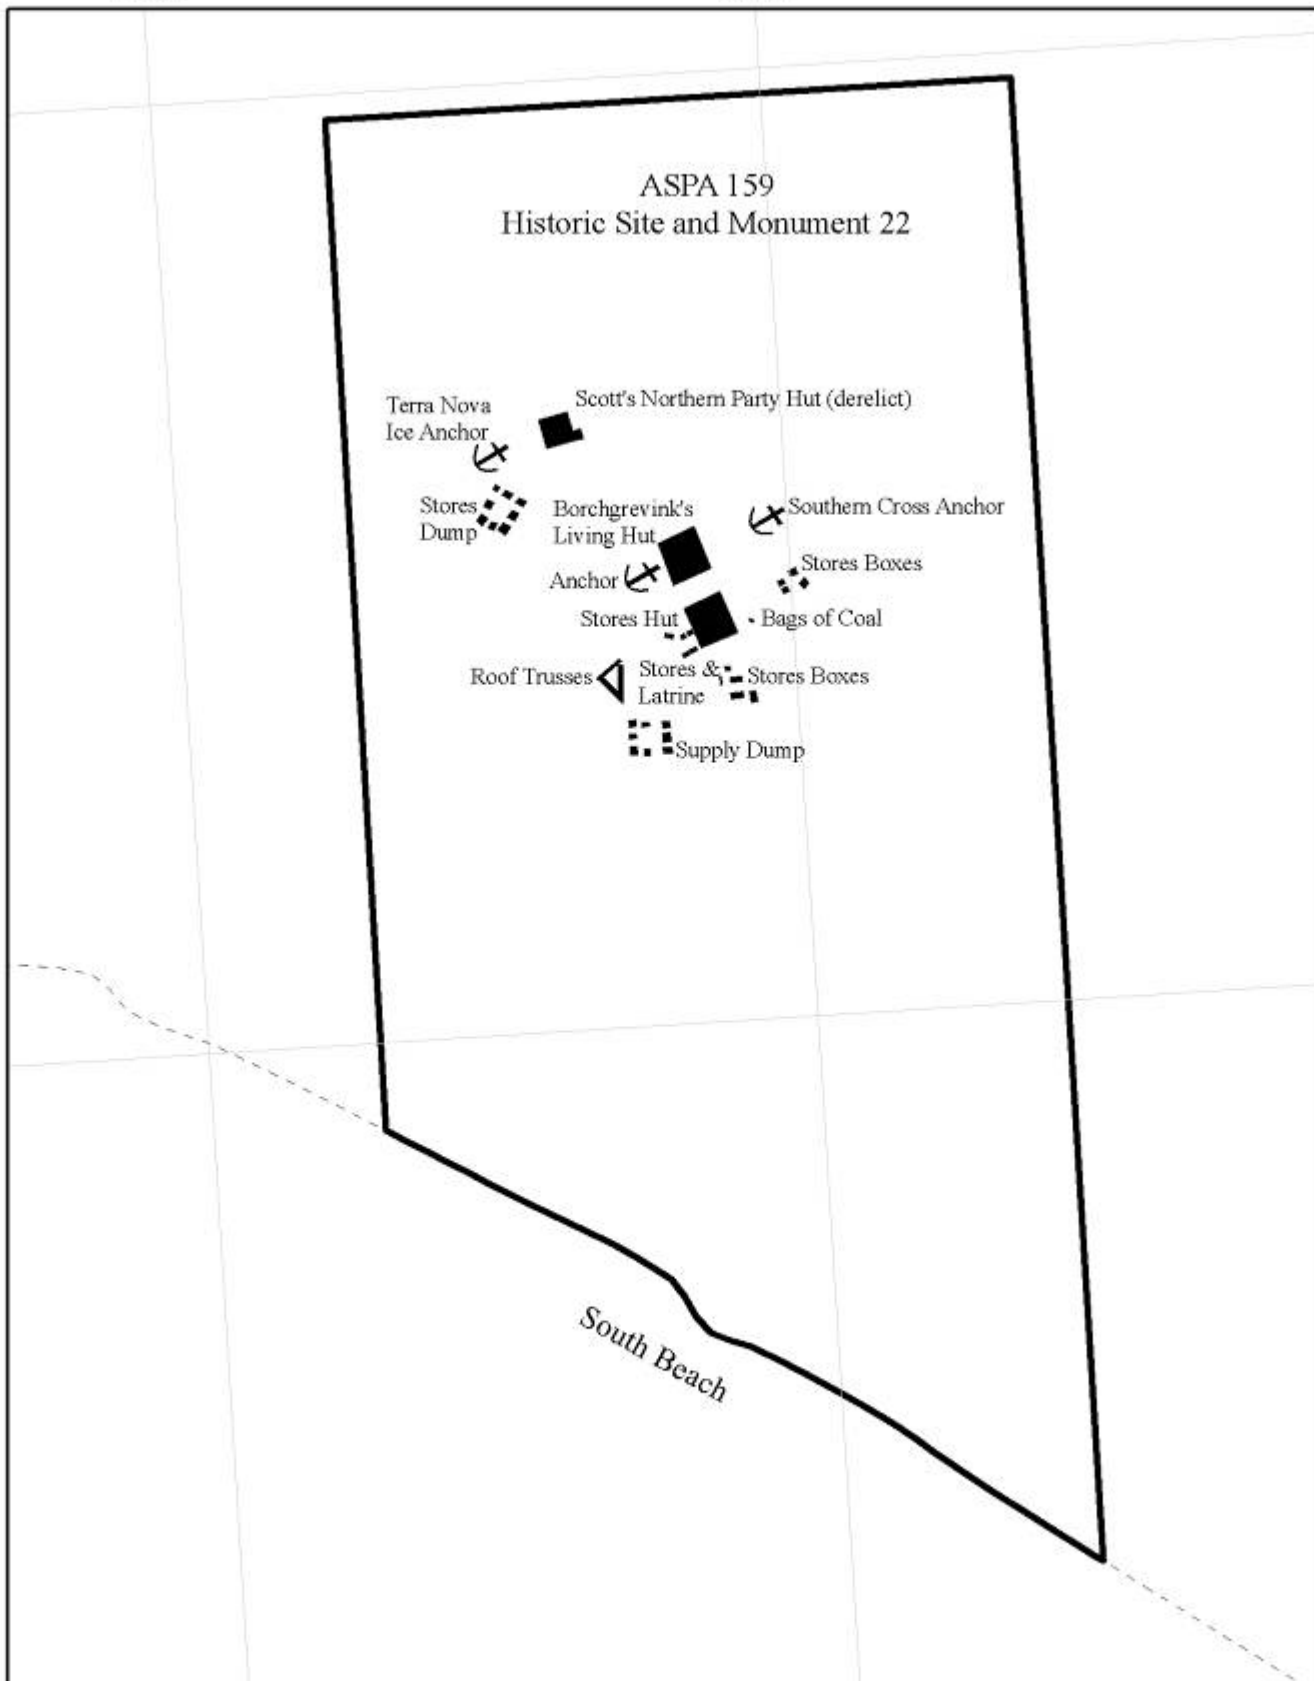 ASPA 159
Historic Site and Monument 22
Scott's Northern Party Hut (derelict)
Terra Nova
Ice Anchor
Stores
Dump
Borchgrevink's
Living Hut
Southern Cross Anchor
Anchor
Stores Boxes
Stores Hut
Bags of Coal
Roof Trusses
Stores &
Latrine
Stores Boxes
Supply Dump
South Beach